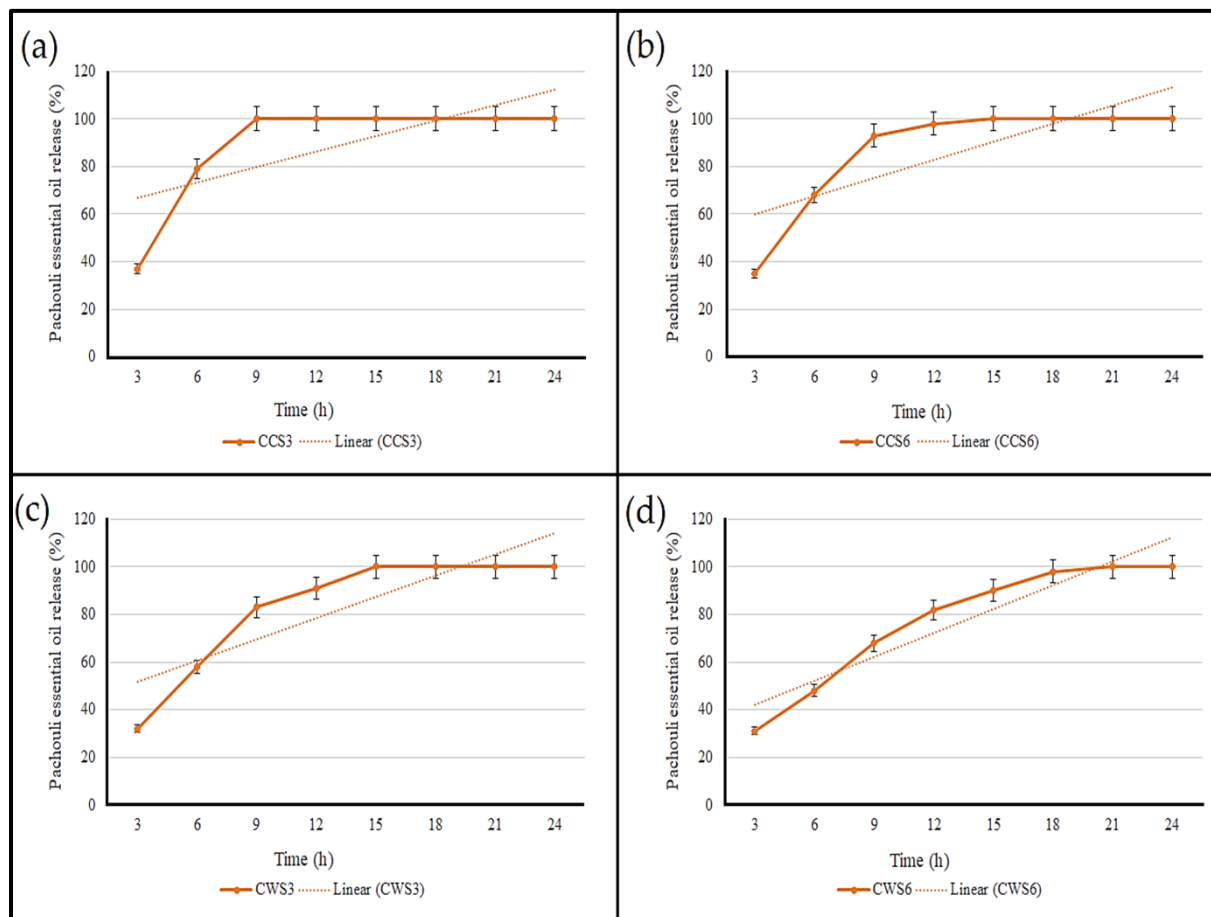 (a)
Pachouli essential oil release (%)
120
100
80
60
40
20
0
3 6 9 12 15 18 21 24
Time (h)
CCS3 Linear (CCS3)
(b)
Pachouli essential oil release (%)
120
100
80
60
40
20
0
3 6 9 12 15 18 21 24
Time (h)
CCS6 Linear (CCS6)
(c)
Pachouli essential oil release (%)
120
100
80
60
40
20
0
3 6 9 12 15 18 21 24
Time (h)
CWS3 Linear (CWS3)
(d)
Pachouli essential oil release (%)
120
100
80
60
40
20
0
3 6 9 12 15 18 21 24
Time (h)
CWS6 Linear (CWS6)